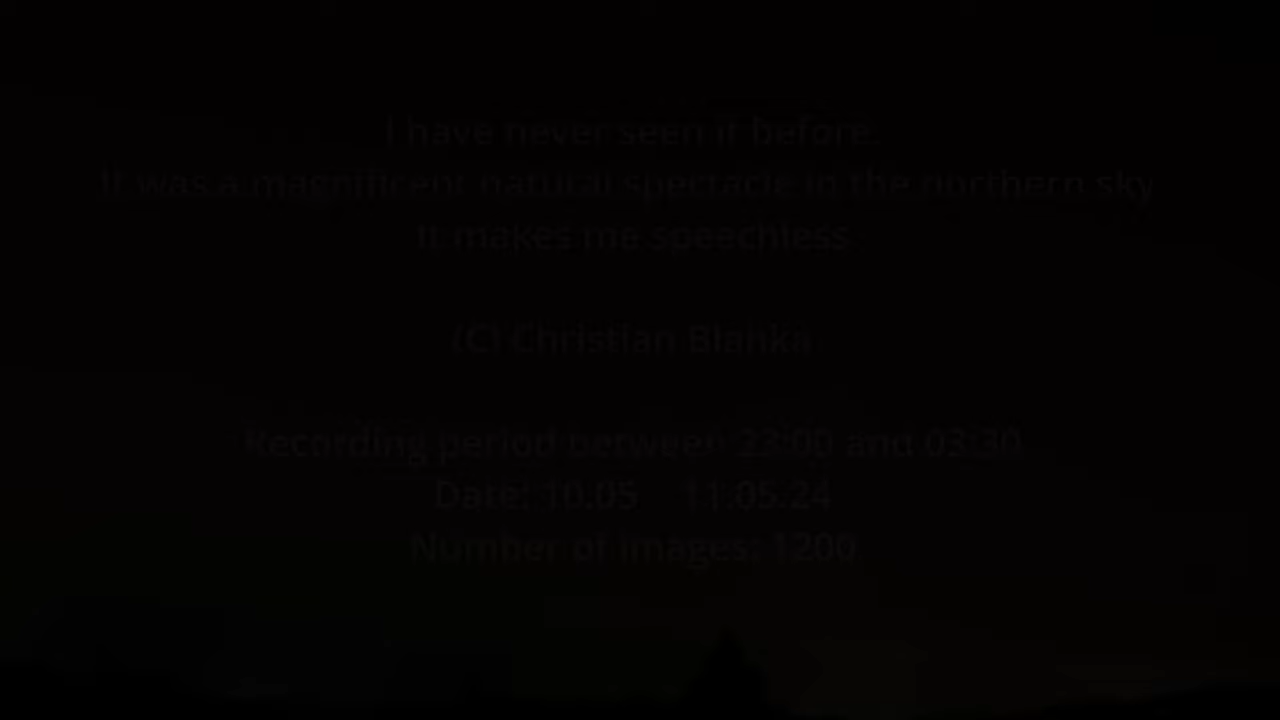 I have never seen it before.
It was a magnificent natural spectacle in the northern sky
It makes me speechless
(C) Christian Blahke
Recording period between 23:00 and 03:30
Date: 10.05 11.05.24
Number of images: 1200